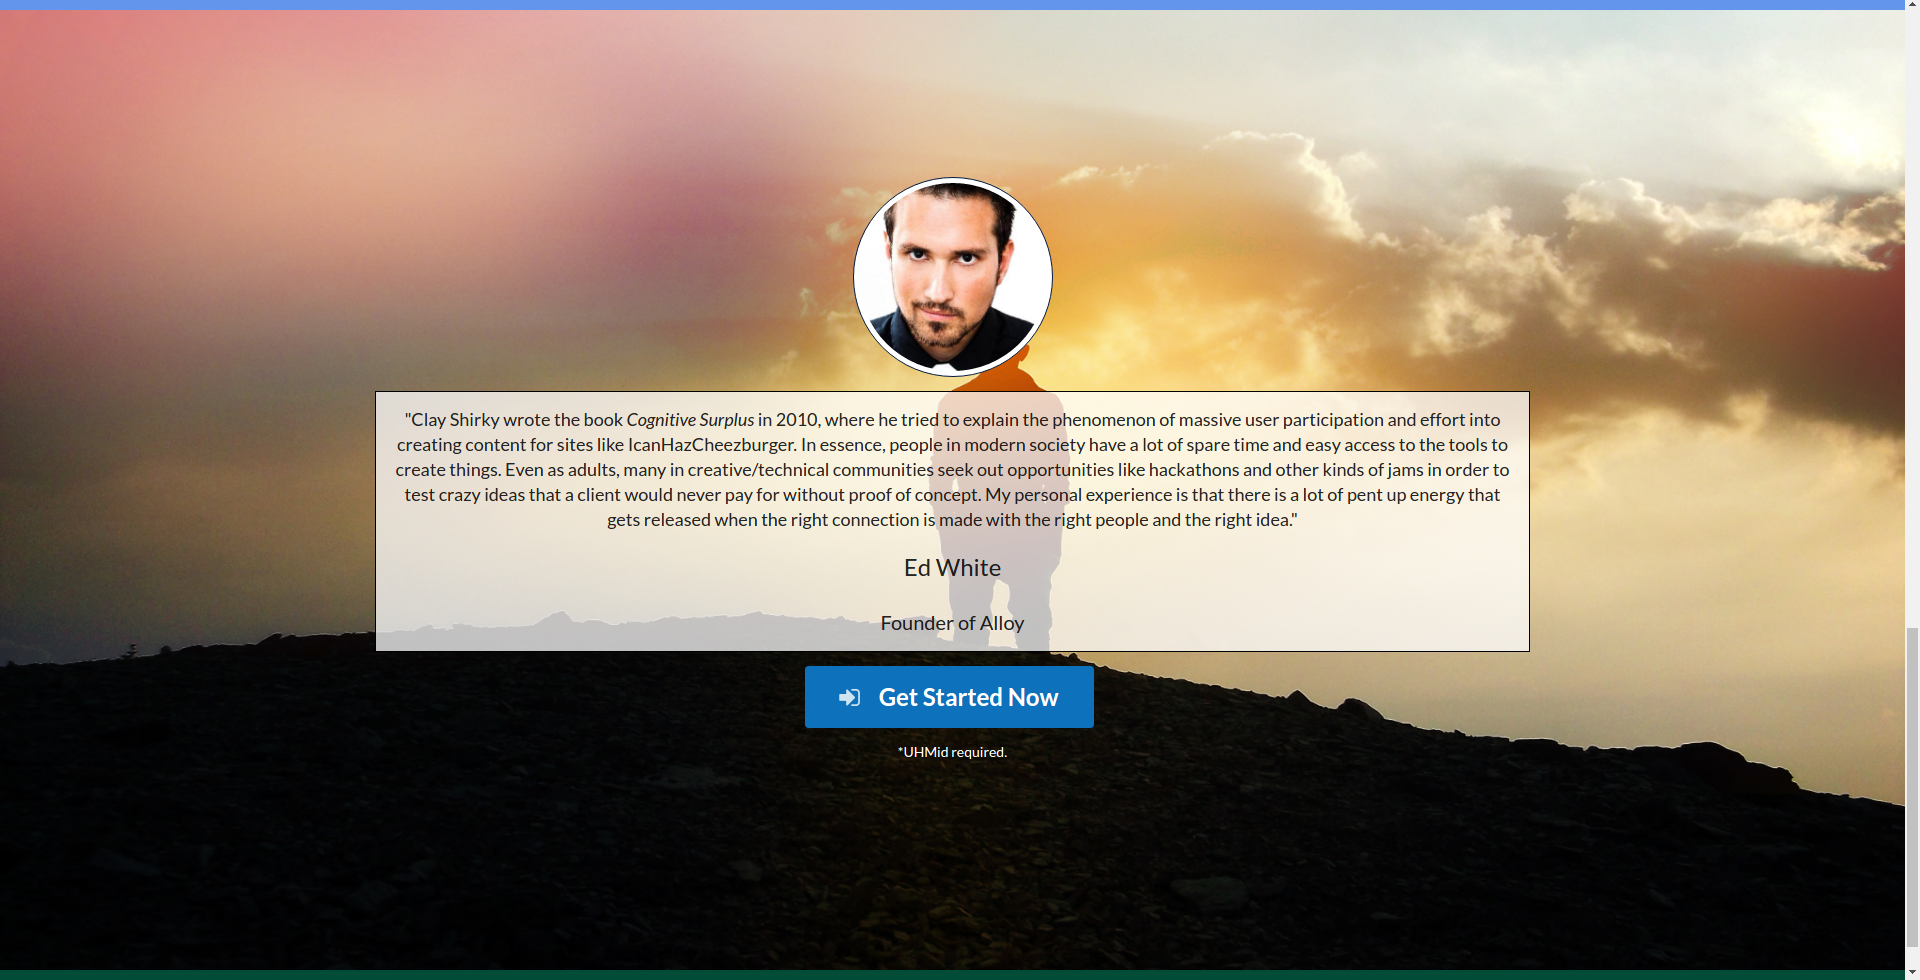 "Clay Shirky wrote the book Cognitive Surplus in 2010, where he tried to explain the phenomenon of massive user participation and effort into
creating content for sites like IcanHazCheezburger. In essence, people in modern society have a lot of spare time and easy access to the tools to
create things. Even as adults, many in creative/technical communities seek out opportunities like hackathons and other kinds of jams in order to
test crazy ideas that a client would never pay for without proof of concept. My personal experience is that there is a lot of pent up energy that
gets released when the right connection is made with the right people and the right idea."
Ed White
Founder of Alloy
Get Started Now
*UHMid required.